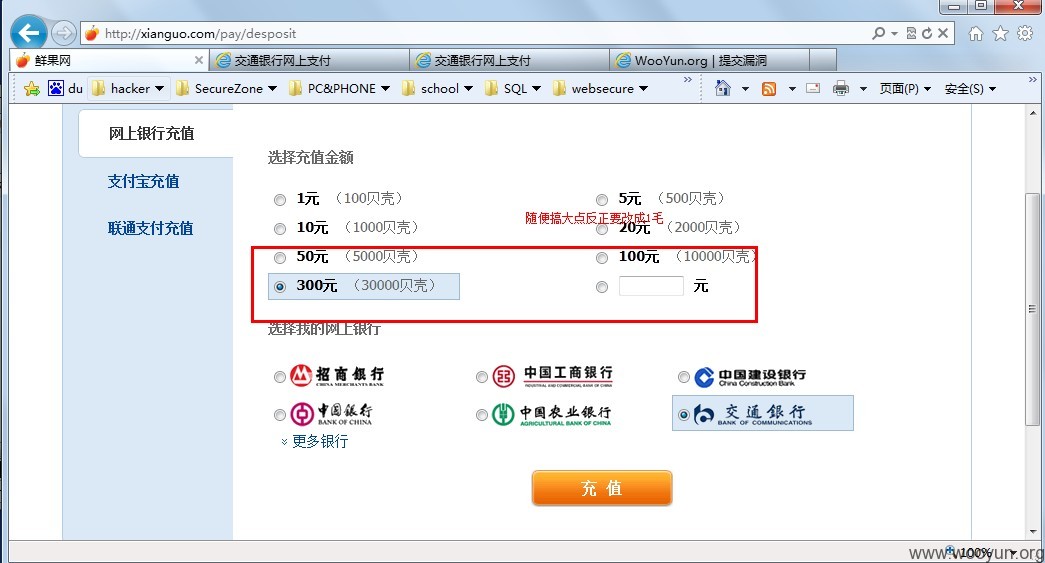 http://xianguo.com/pay/desposit
鲜果网
交通银行网上支付
交通银行网上支付
WooYun.org | 提交漏洞
du
hacker
SecureZone
PC&PHONE
school
SQL
websecure
页面(P)
安全(S)
网上银行充值
支付宝充值
联通支付充值
选择充值金额
1元 （100贝壳）
5元 （500贝壳）
随便搞大点反正要改成1毛
10元 （1000贝壳）
20元 （2000贝壳）
50元 （5000贝壳）
100元 （10000贝壳）
300元 （30000贝壳）
元
选择我的网上银行
招商银行
CHINA MERCHANTS BANK
中国工商银行
INDUSTRIAL AND COMMERCIAL BANK OF CHINA
中国建设银行
China Construction Bank
中国银行
BANK OF CHINA
中国农业银行
AGRICULTURAL BANK OF CHINA
交通銀行
BANK OF COMMUNICATIONS
更多银行
充 值
100%
www.wooyun.org